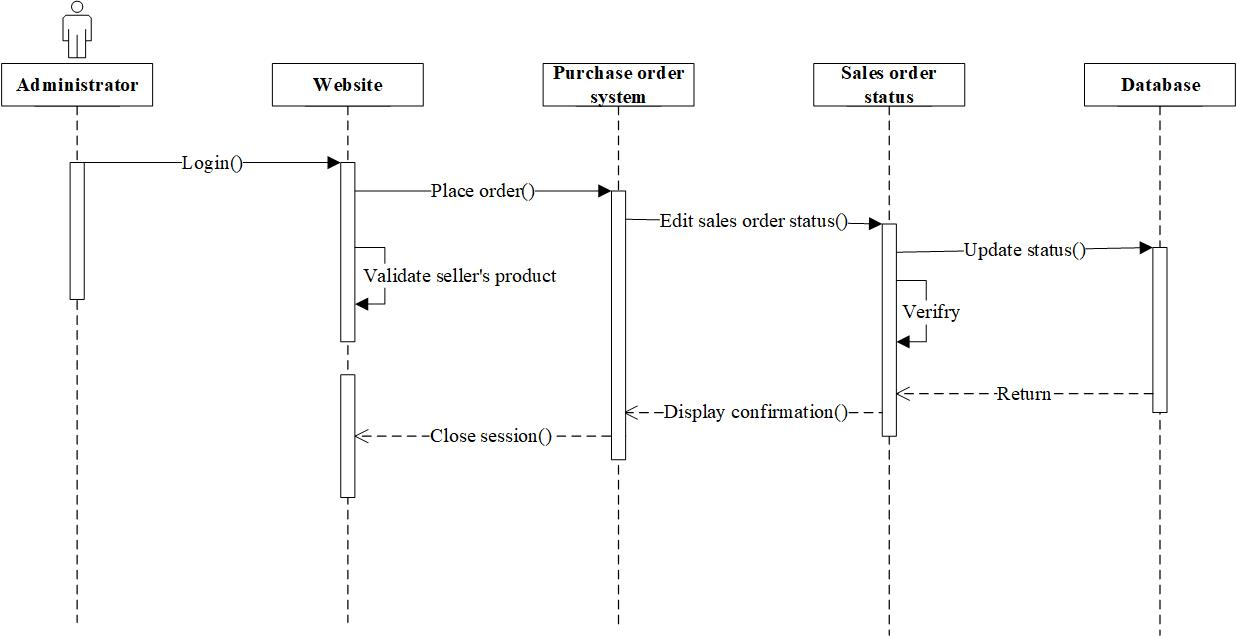 Administrator
Website
Purchase order
system
Sales order
status
Database
Login()
Place order()
Edit sales order status()
Update status()
Validate seller's product
Verifry
Return
Display confirmation()
Close session()